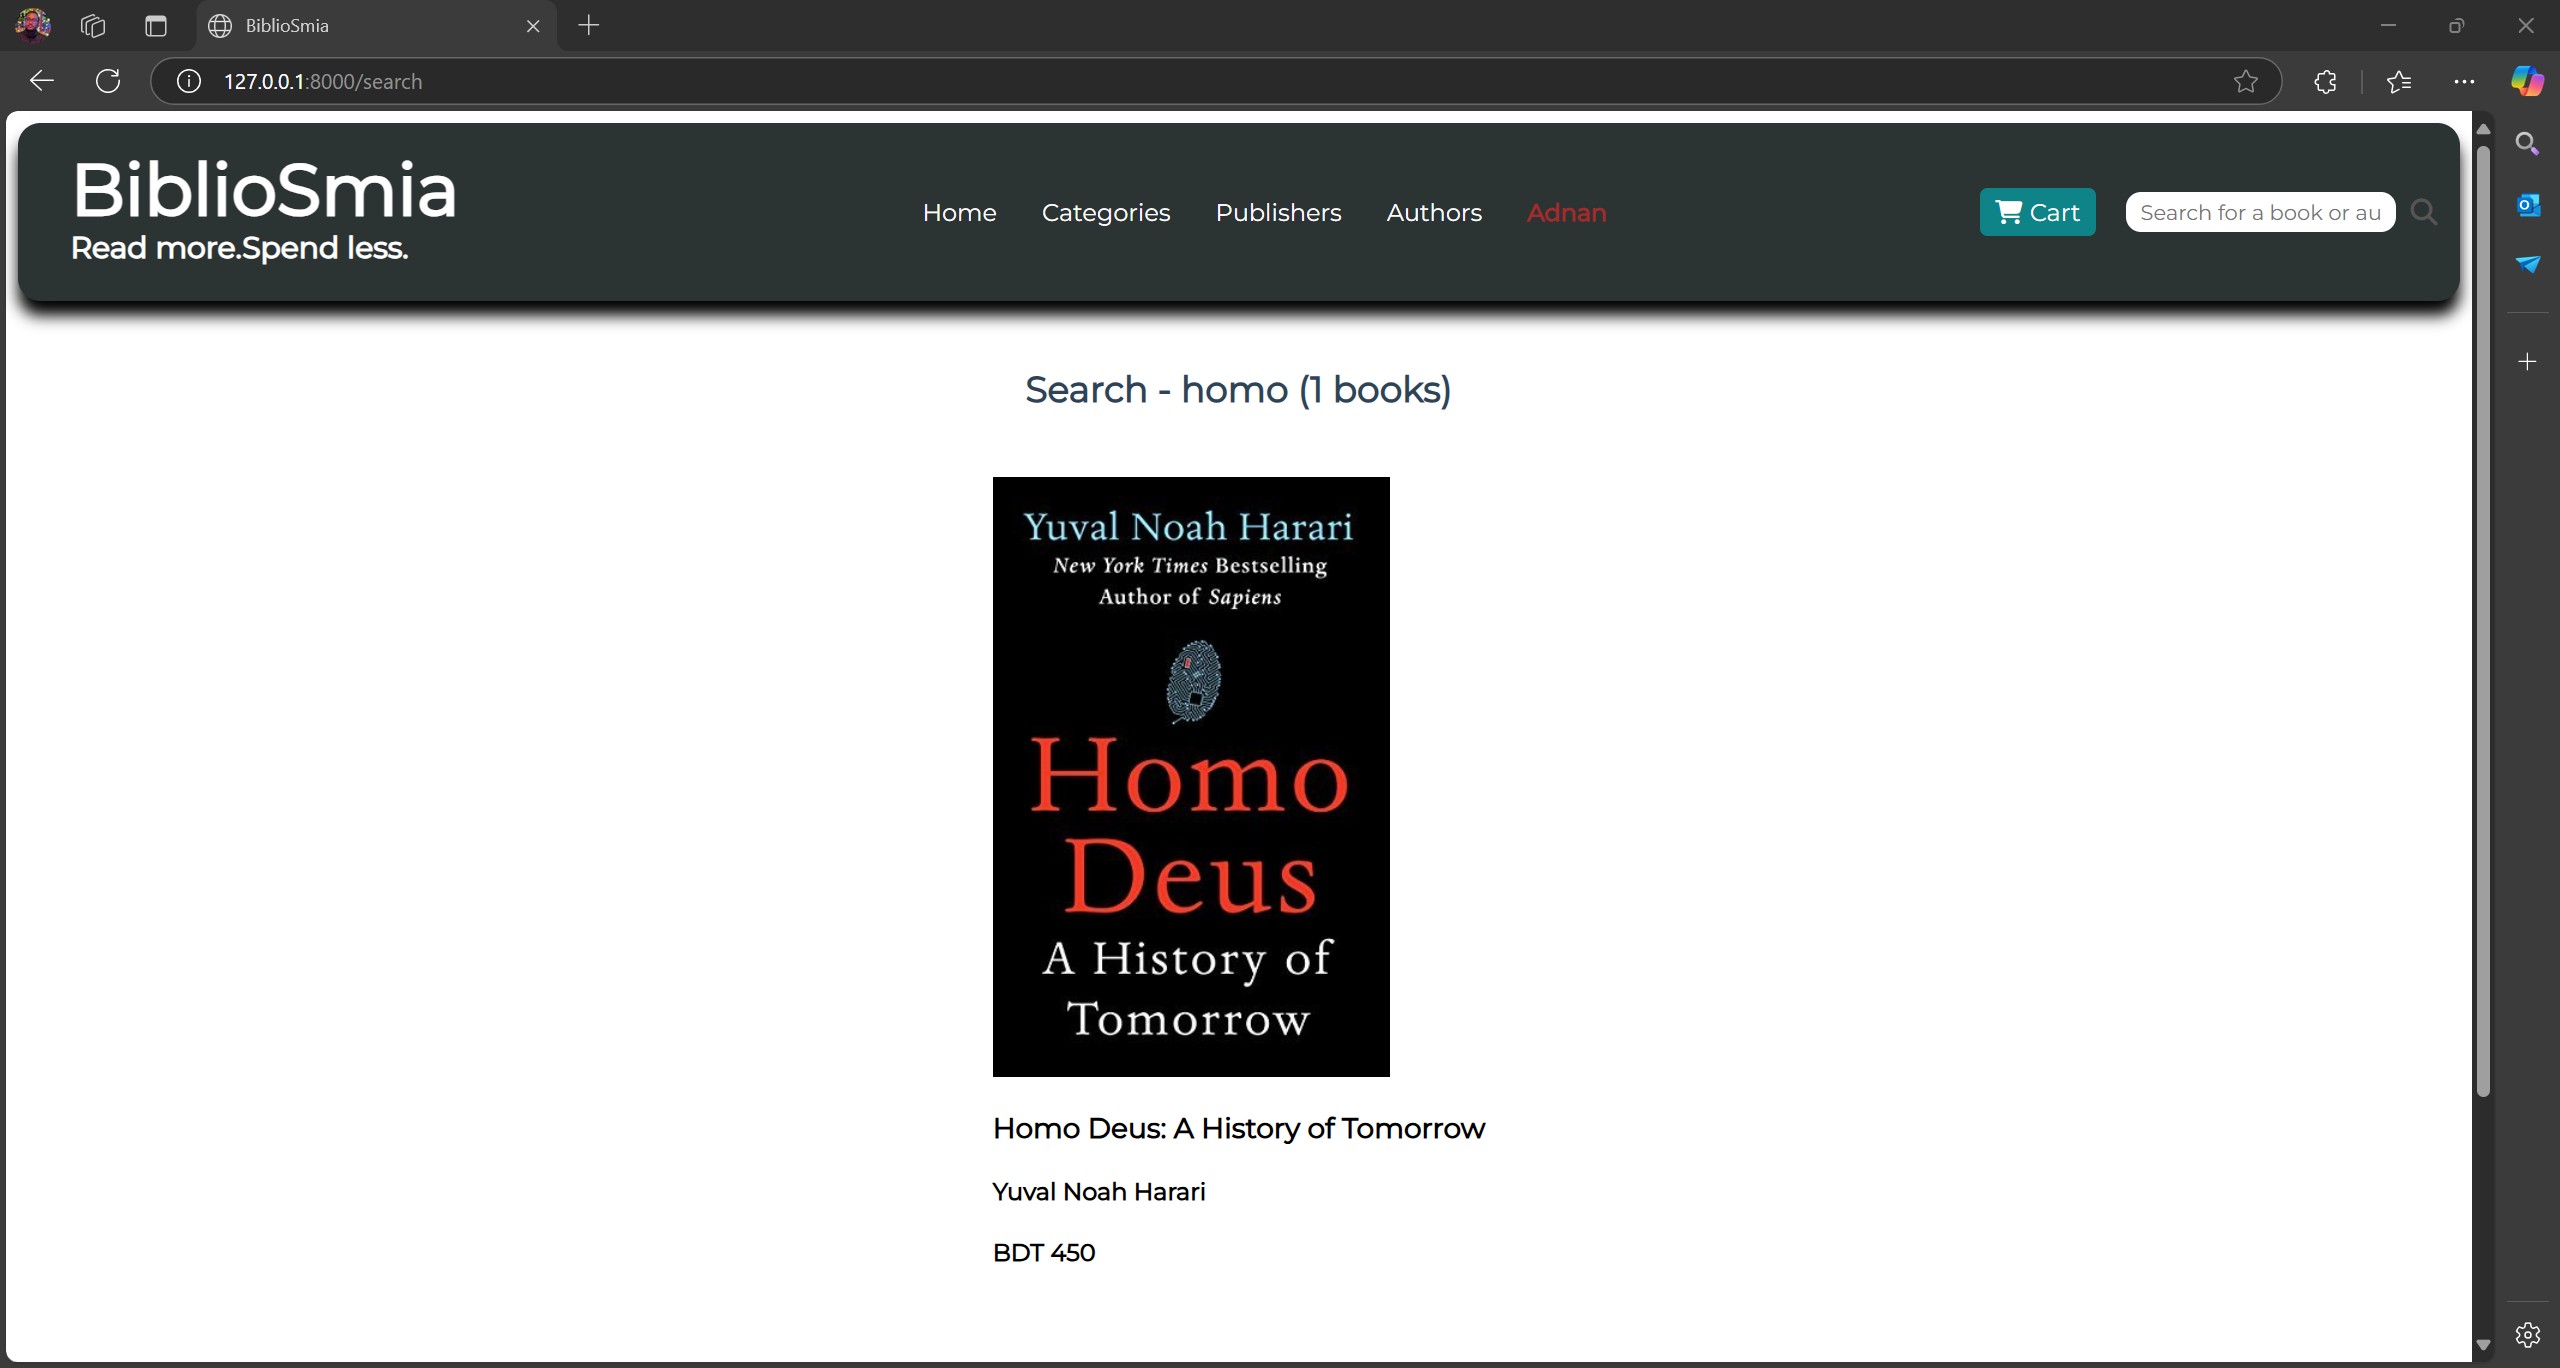 BiblioSmia
127.0.0.1:8000/search
BiblioSmia
Read more.Spend less.
Home Categories Publishers Authors Adnan
Cart
Search for a book or au
Search - homo (1 books)
Yuval Noah Harari
New York Times Bestselling
Author of Sapiens
Homo
Deus
A History of
Tomorrow
Homo Deus: A History of Tomorrow
Yuval Noah Harari
BDT 450